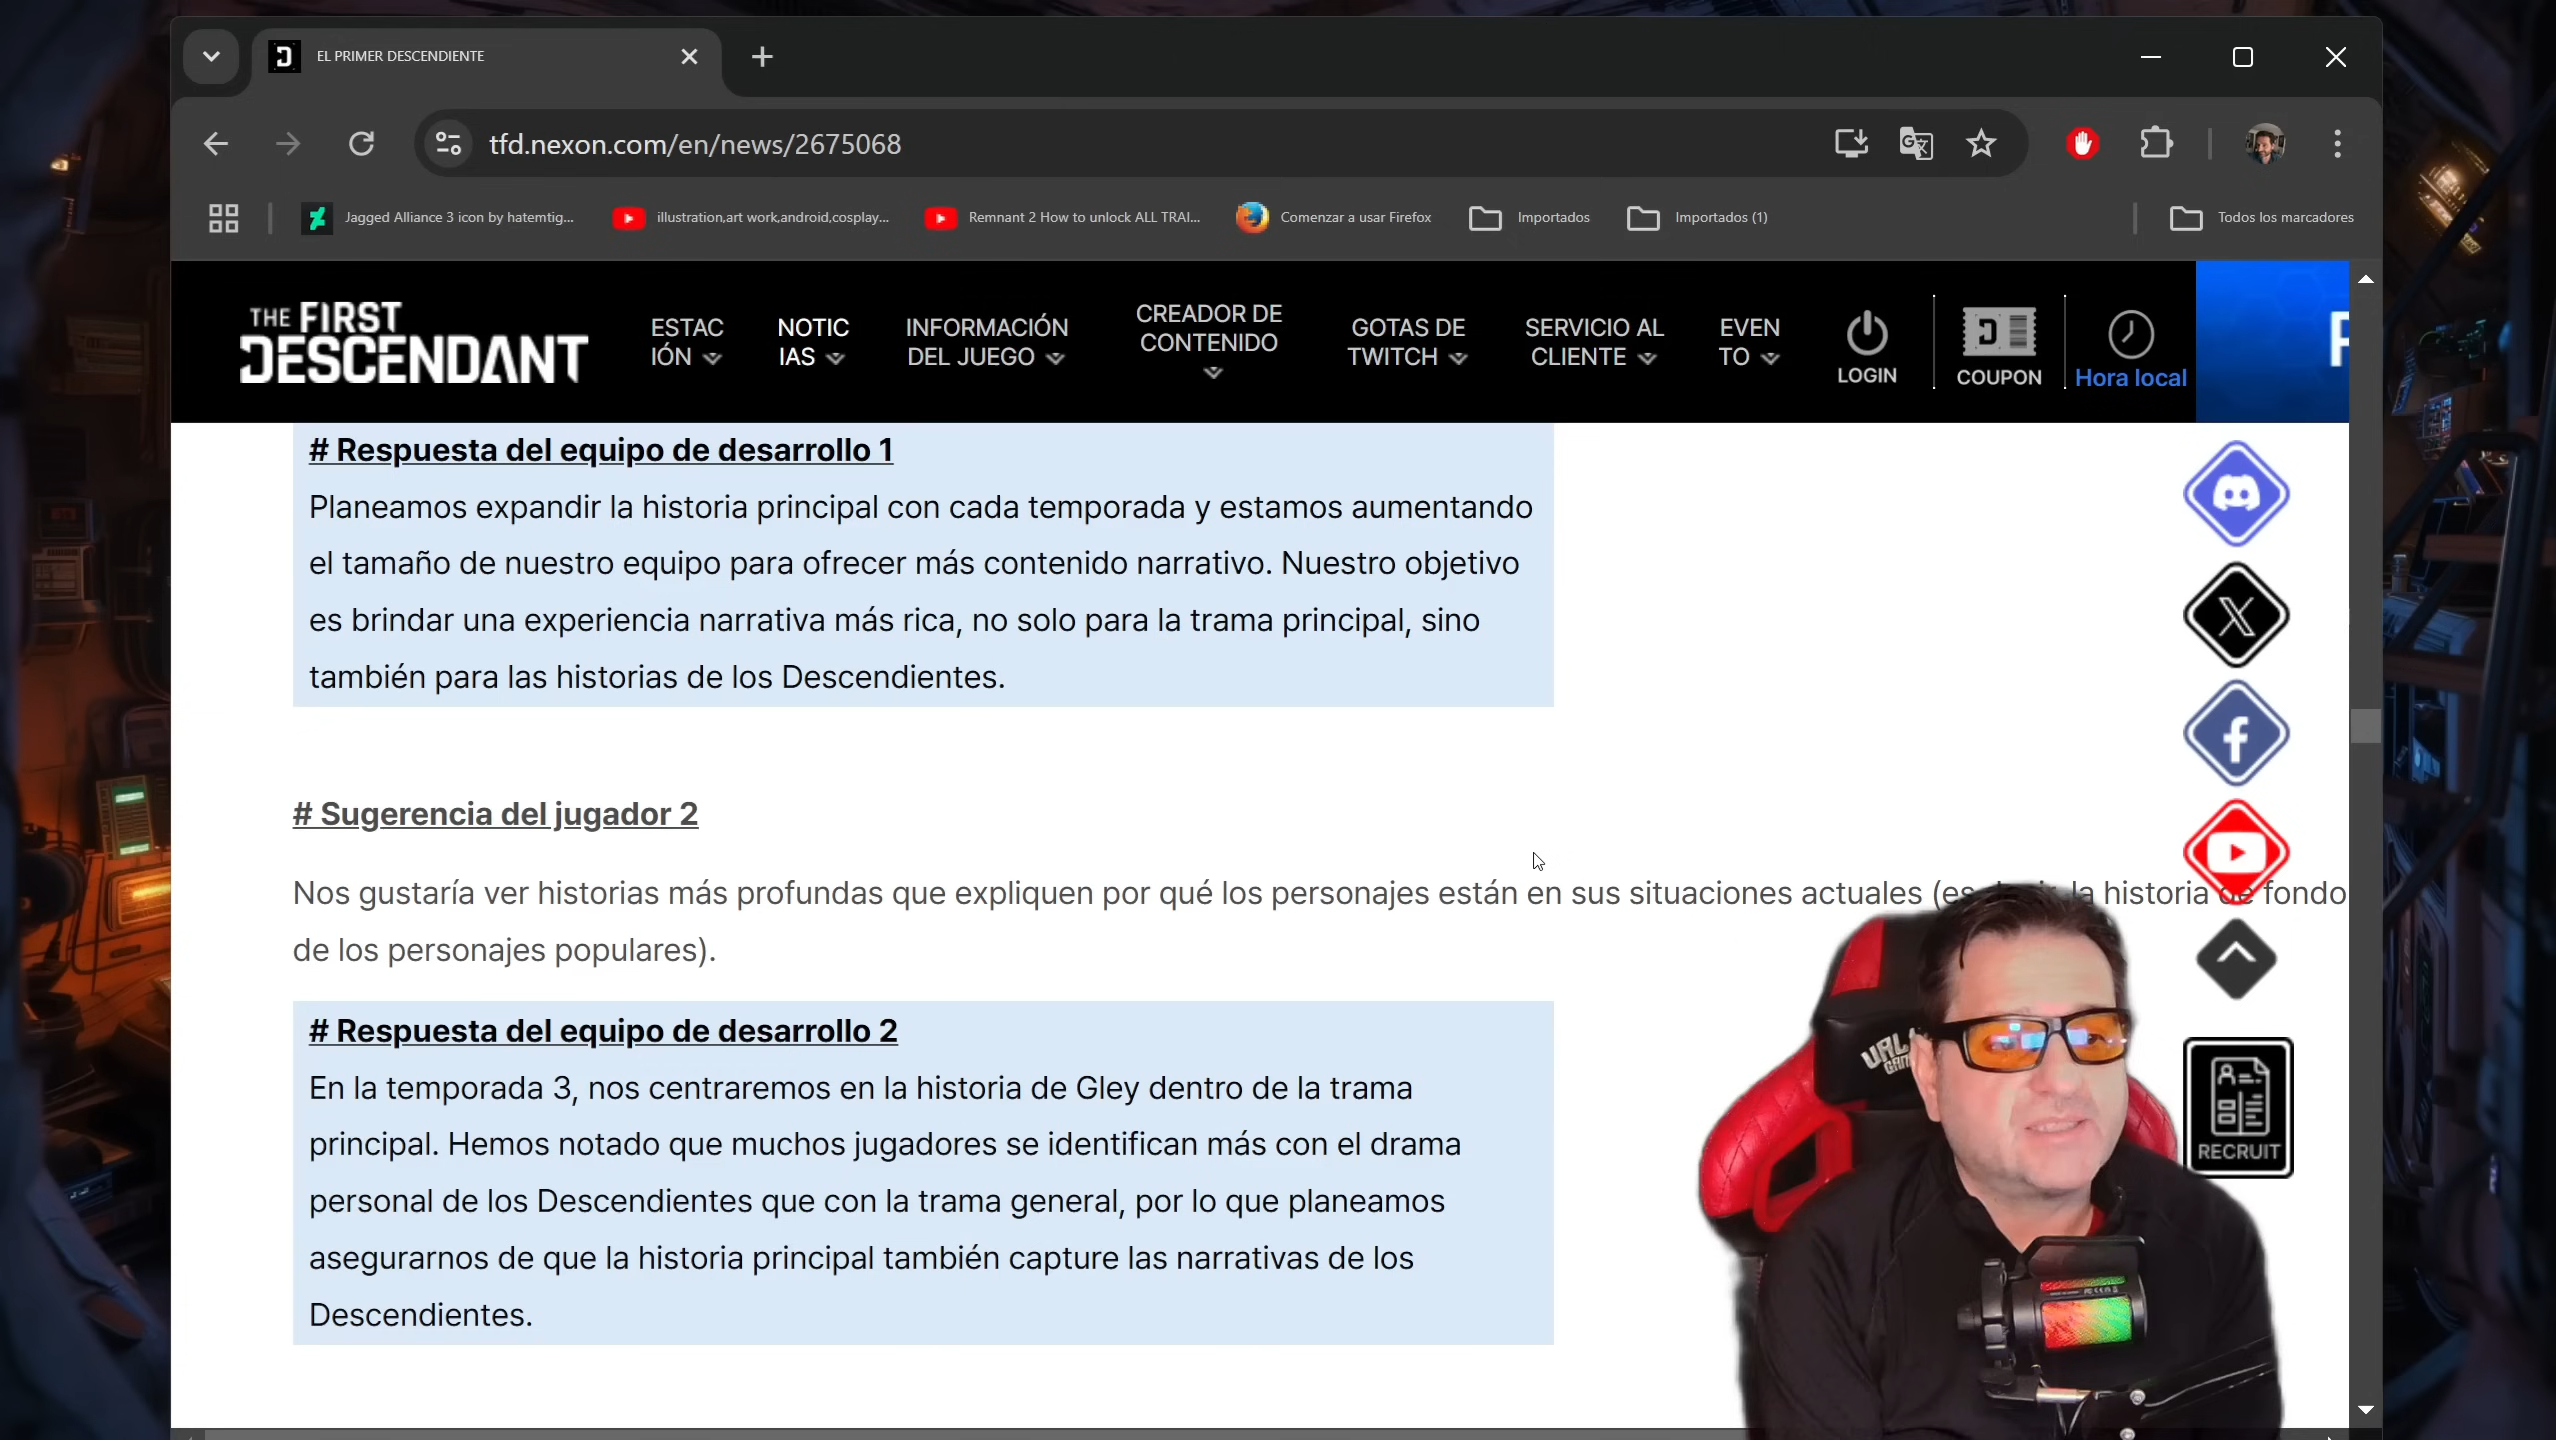 EL PRIMER DESCENDIENTE
tfd.nexon.com/en/news/2675068
Jagged Alliance 3 icon by hatemtig...
illustration,art work,android,cosplay...
Remnant 2 How to unlock ALL TRAI...
Comenzar a usar Firefox
Importados
Importados (1)
Todos los marcadores
THE FIRST
DESCENDANT
ESTAC
IÓN
NOTIC
IAS
INFORMACIÓN
DEL JUEGO
CREADOR DE
CONTENIDO
GOTAS DE
TWITCH
SERVICIO AL
CLIENTE
EVEN
TO
LOGIN
COUPON
Hora local
# Respuesta del equipo de desarrollo 1
Planeamos expandir la historia principal con cada temporada y estamos aumentando
el tamaño de nuestro equipo para ofrecer más contenido narrativo. Nuestro objetivo
es brindar una experiencia narrativa más rica, no solo para la trama principal, sino
también para las historias de los Descendientes.
# Sugerencia del jugador 2
Nos gustaría ver historias más profundas que expliquen por qué los personajes están en sus situaciones actuales (es decir, la historia de fondo
de los personajes populares).
# Respuesta del equipo de desarrollo 2
En la temporada 3, nos centraremos en la historia de Gley dentro de la trama
principal. Hemos notado que muchos jugadores se identifican más con el drama
personal de los Descendientes que con la trama general, por lo que planeamos
asegurarnos de que la historia principal también capture las narrativas de los
Descendientes.
RECRUIT